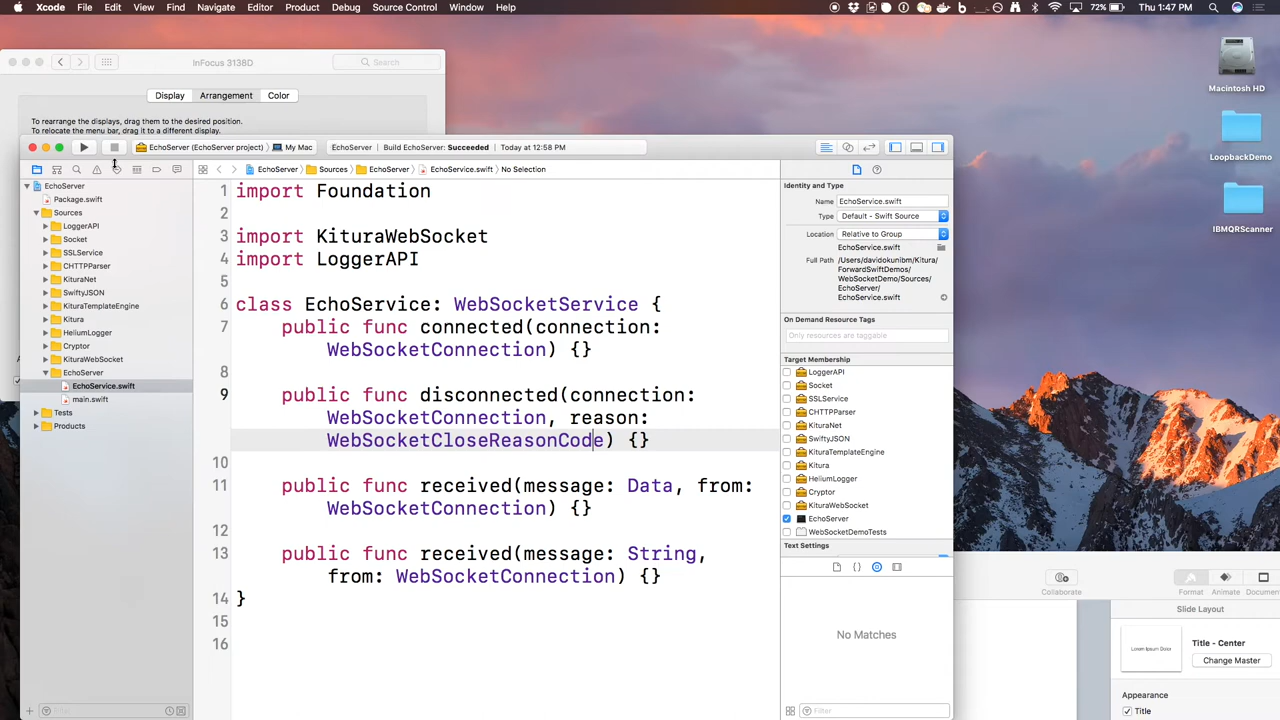 Xcode File Edit View Find Navigate Editor Product Debug Source Control Window Help 72% Thu 1:47 PM
InFocus 3138D
Search
Display Arrangement Color
To rearrange the displays, drag them to the desired position.
To relocate the menu bar, drag it to a different display.
EchoServer (EchoServer project) My Mac
EchoServer Build EchoServer: Succeeded Today at 12:58 PM
EchoServer Sources EchoServer EchoService.swift No Selection
EchoServer
Package.swift
Sources
LoggerAPI
Socket
SSLService
CHTTPParser
KituraNet
SwiftyJSON
KituraTemplateEngine
Kitura
HeliumLogger
Cryptor
KituraWebSocket
EchoServer
EchoService.swift
main.swift
Tests
Products
Filter
1 import Foundation
2
3 import KituraWebSocket
4 import LoggerAPI
5
6 class EchoService: WebSocketService {
7 public func connected(connection:
WebSocketConnection) {}
8
9 public func disconnected(connection:
WebSocketConnection, reason:
WebSocketCloseReasonCode) {}
10
11 public func received(message: Data, from:
WebSocketConnection) {}
12
13 public func received(message: String,
from: WebSocketConnection) {}
14 }
15
16
Identity and Type
Name EchoService.swift
Type Default - Swift Source
Location Relative to Group
EchoService.swift
Full Path /Users/davidokunibm/Kitura/
ForwardSwiftDemos/
WebSocketDemo/Sources/
EchoServer/
EchoService.swift
On Demand Resource Tags
Only resources are taggable
Target Membership
LoggerAPI
Socket
SSLService
CHTTPParser
KituraNet
SwiftyJSON
KituraTemplateEngine
Kitura
HeliumLogger
Cryptor
KituraWebSocket
EchoServer
WebSocketDemoTests
Text Settings
No Matches
Filter
Macintosh HD
LoopbackDemo
IBMQRScanner
Collaborate
Format Animate Documen
Slide Layout
Lorem Ipsum Dolor
Title - Center
Change Master
Appearance
Title